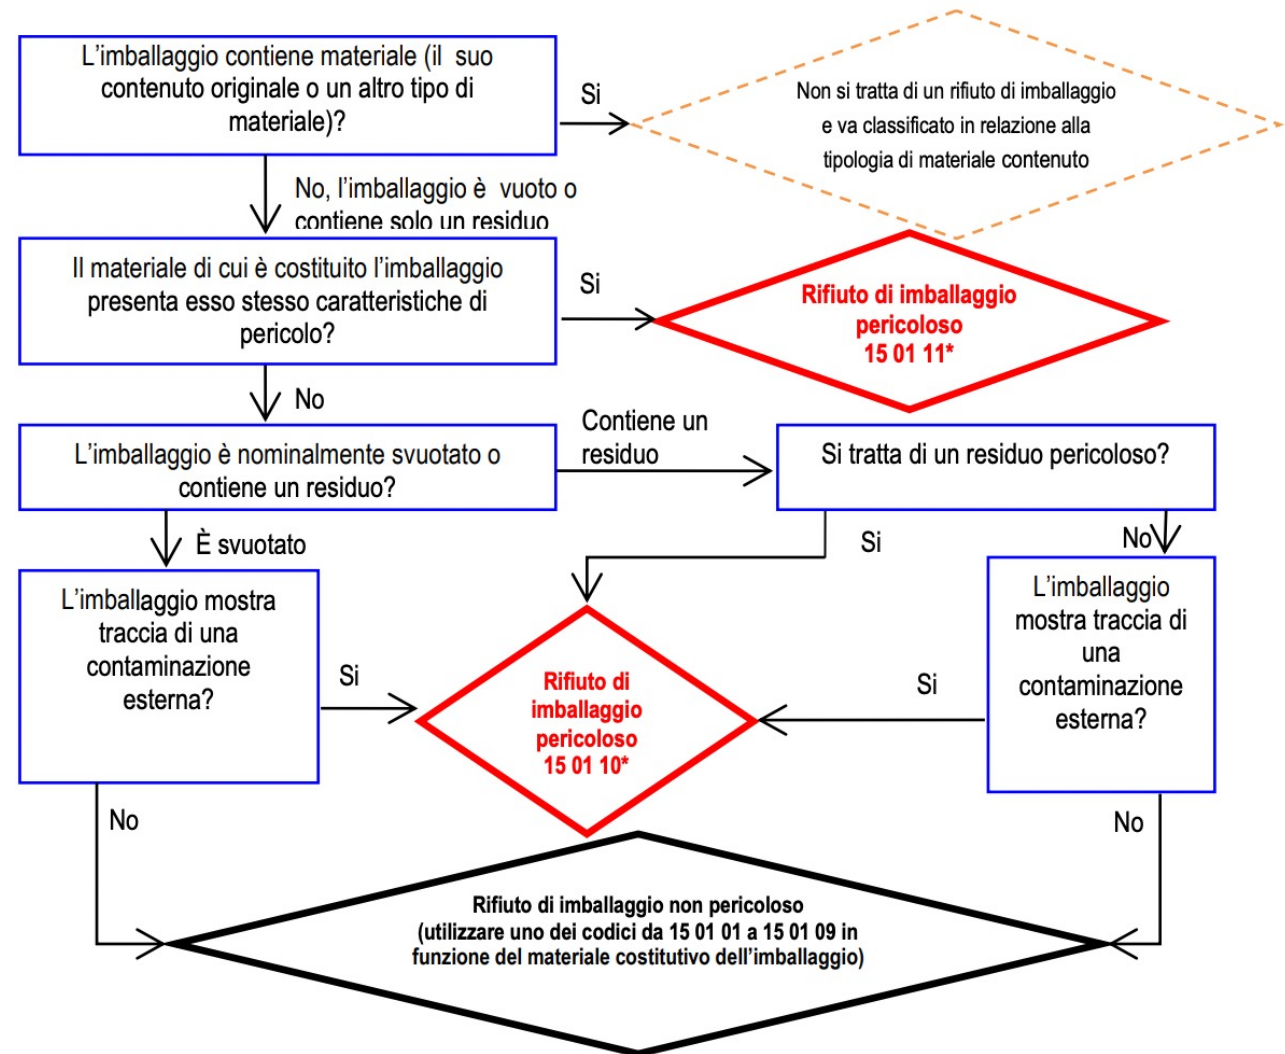 L'imballaggio contiene materiale (il suo
contenuto originale o un altro tipo di
materiale)?
Si
Non si tratta di un rifiuto di imballaggio
e va classificato in relazione alla
tipologia di materiale contenuto
No, l'imballaggio è vuoto o
contiene solo un residuo
Il materiale di cui è costituito l'imballaggio
presenta esso stesso caratteristiche di
pericolo?
Si
Rifiuto di imballaggio
pericoloso
15 01 11*
No
L'imballaggio è nominalmente svuotato o
contiene un residuo?
Contiene un
residuo
Si tratta di un residuo pericoloso?
È svuotato
Si
No
L'imballaggio mostra
traccia di una
contaminazione
esterna?
Si
Rifiuto di
imballaggio
pericoloso
15 01 10*
Si
L'imballaggio
mostra traccia di
una
contaminazione
esterna?
No
No
Rifiuto di imballaggio non pericoloso
(utilizzare uno dei codici da 15 01 01 a 15 01 09 in
funzione del materiale costitutivo dell'imballaggio)